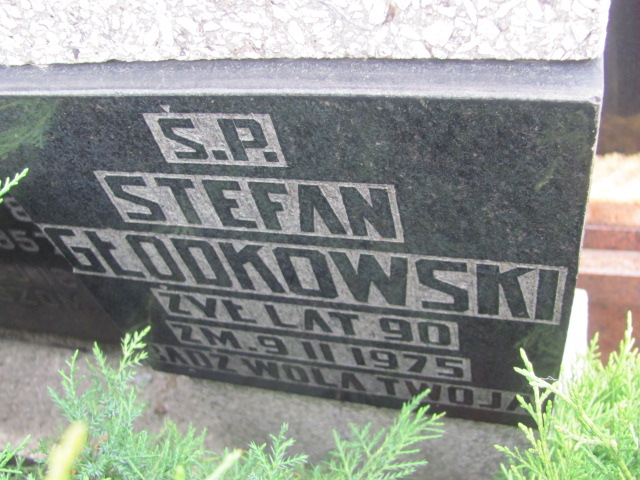 Ś.P.
STEFAN
GŁODKOWSKI
ŻYŁ LAT 90
ZM. 9 II 1975
BĄDŹ WOLA TWOJA